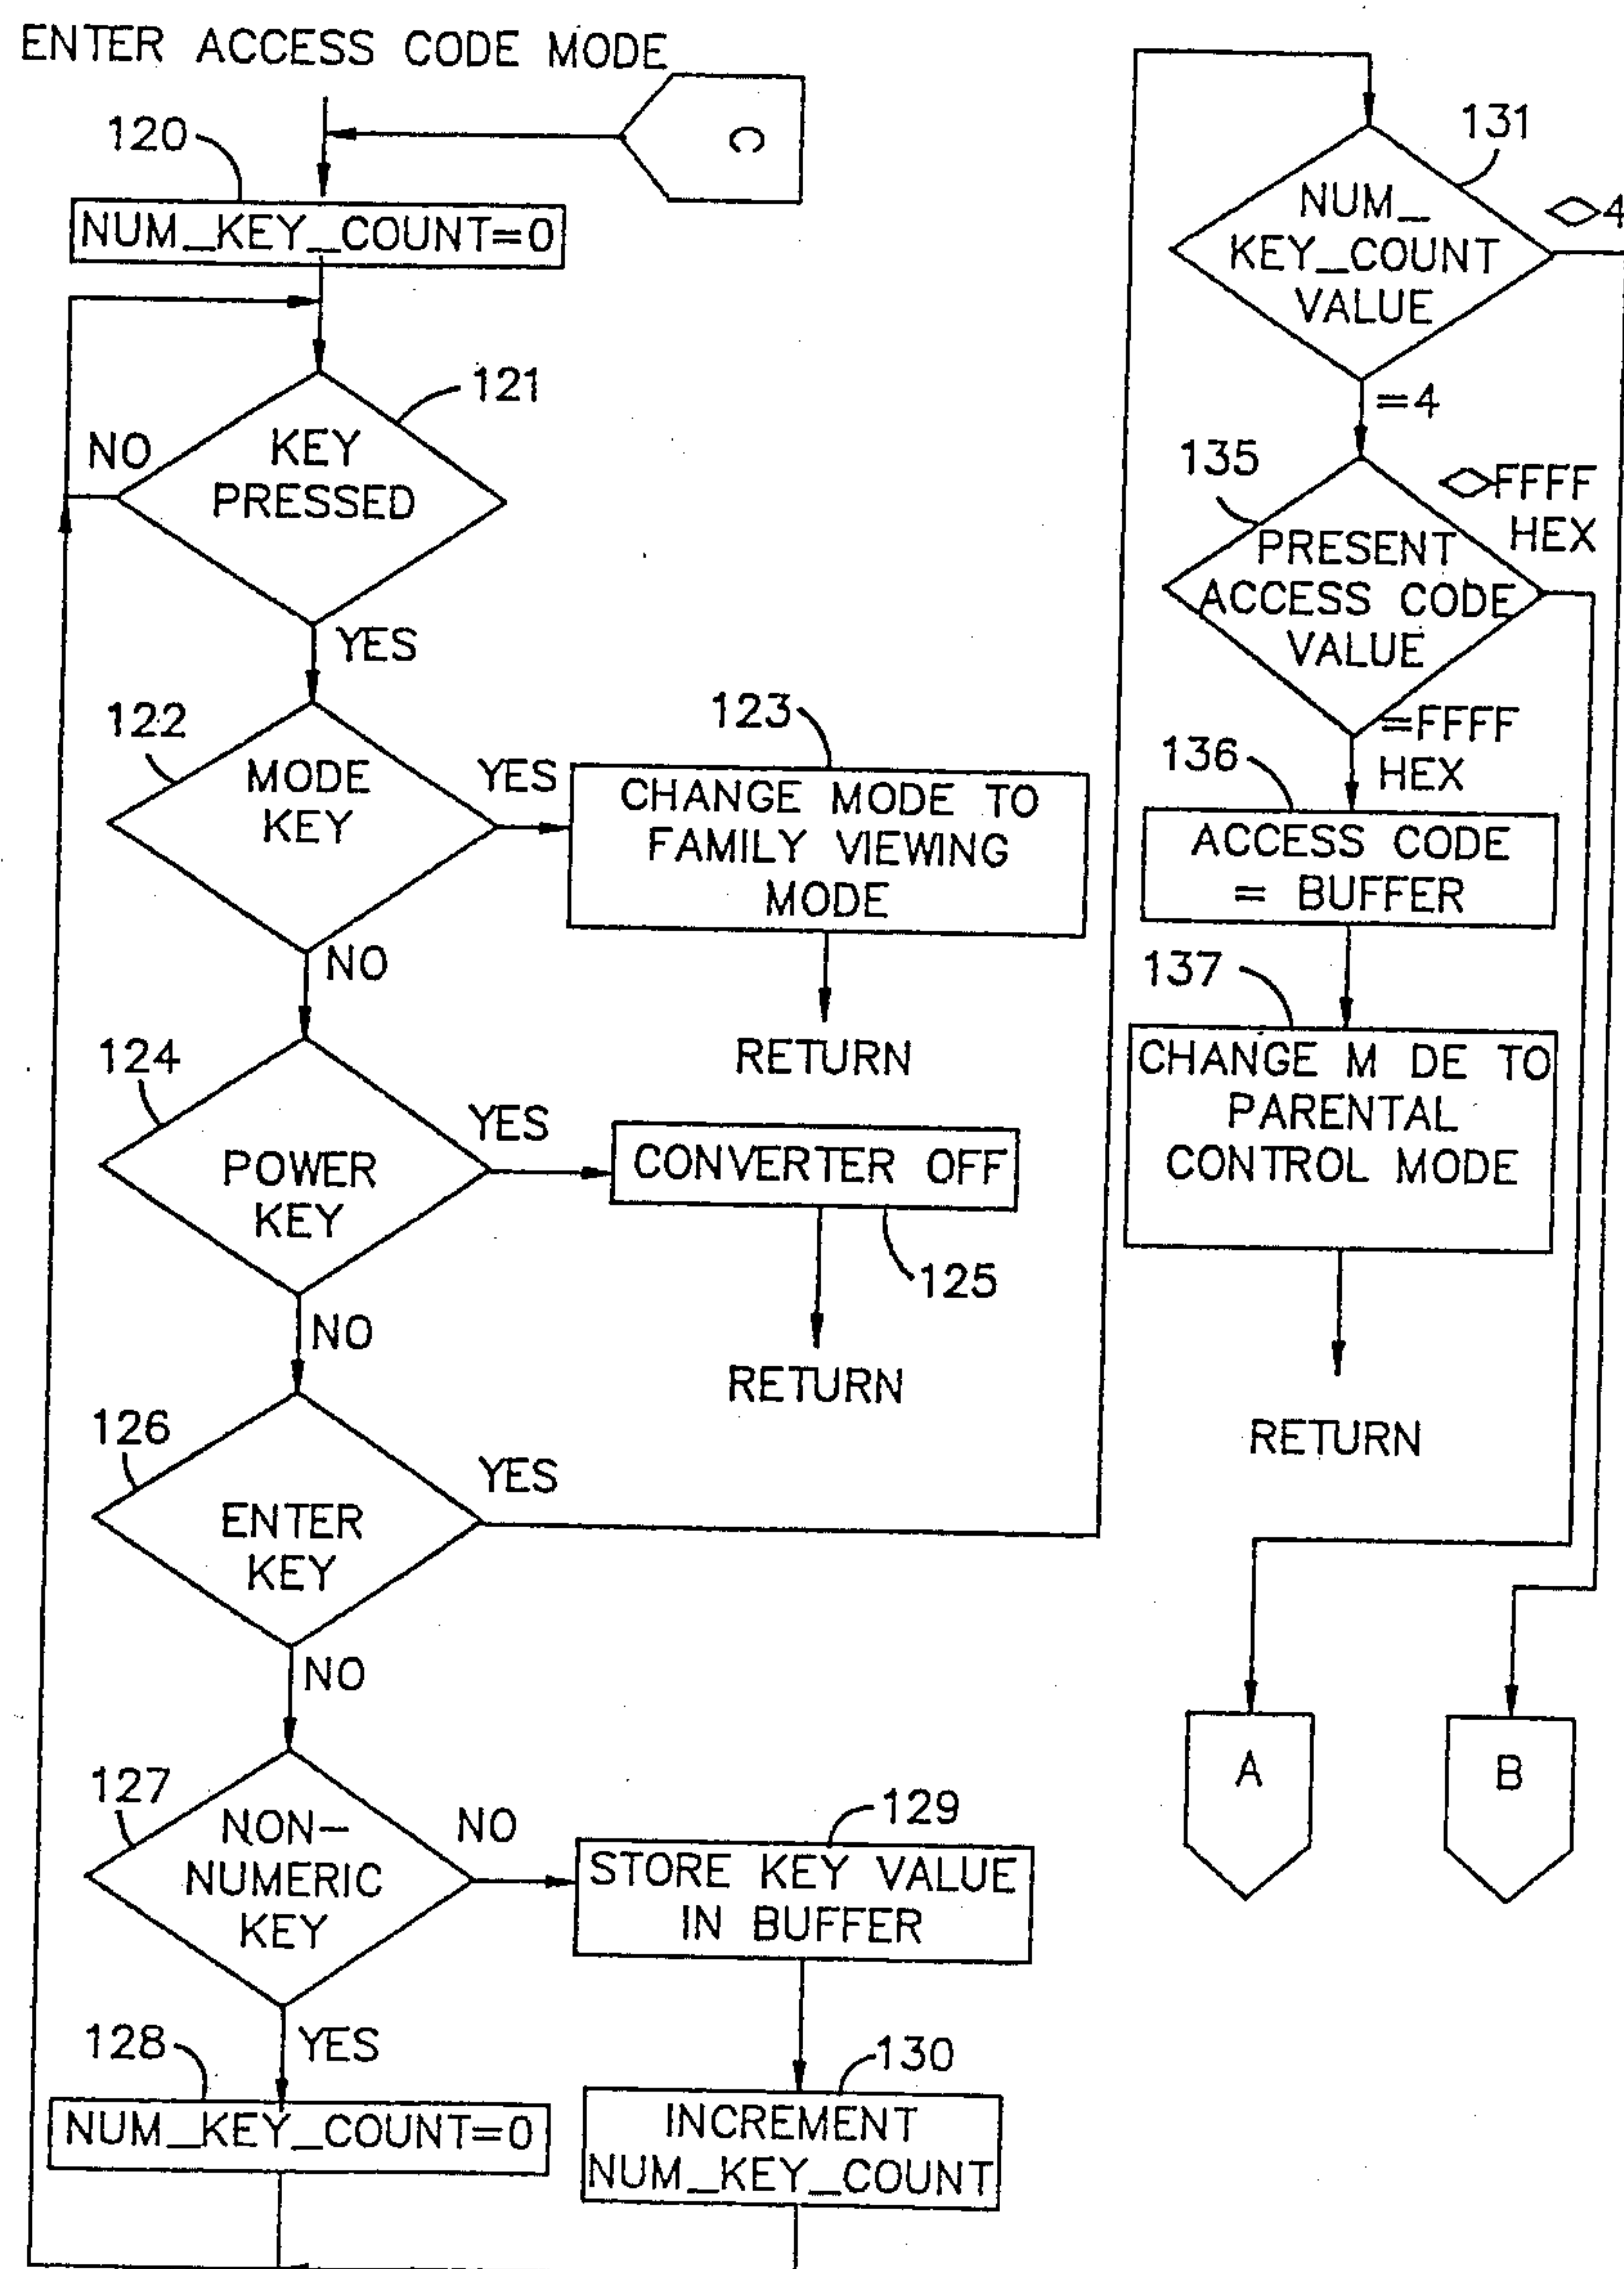 ENTER ACCESS CODE MODE
C
120
NUM_KEY_COUNT=0
121
NO
KEY
PRESSED
YES
122
MODE
KEY
YES
123
CHANGE MODE TO
FAMILY VIEWING
MODE
RETURN
NO
124
POWER
KEY
YES
CONVERTER OFF
125
RETURN
NO
126
ENTER
KEY
YES
NO
127
NON-
NUMERIC
KEY
NO
129
STORE KEY VALUE
IN BUFFER
YES
128
NUM_KEY_COUNT=0
130
INCREMENT
NUM_KEY_COUNT
131
NUM_
KEY_COUNT
VALUE
<>4
=4
135
<>FFFF
HEX
PRESENT
ACCESS CODE
VALUE
=FFFF
HEX
136
ACCESS CODE
= BUFFER
137
CHANGE M DE TO
PARENTAL
CONTROL MODE
RETURN
A
B